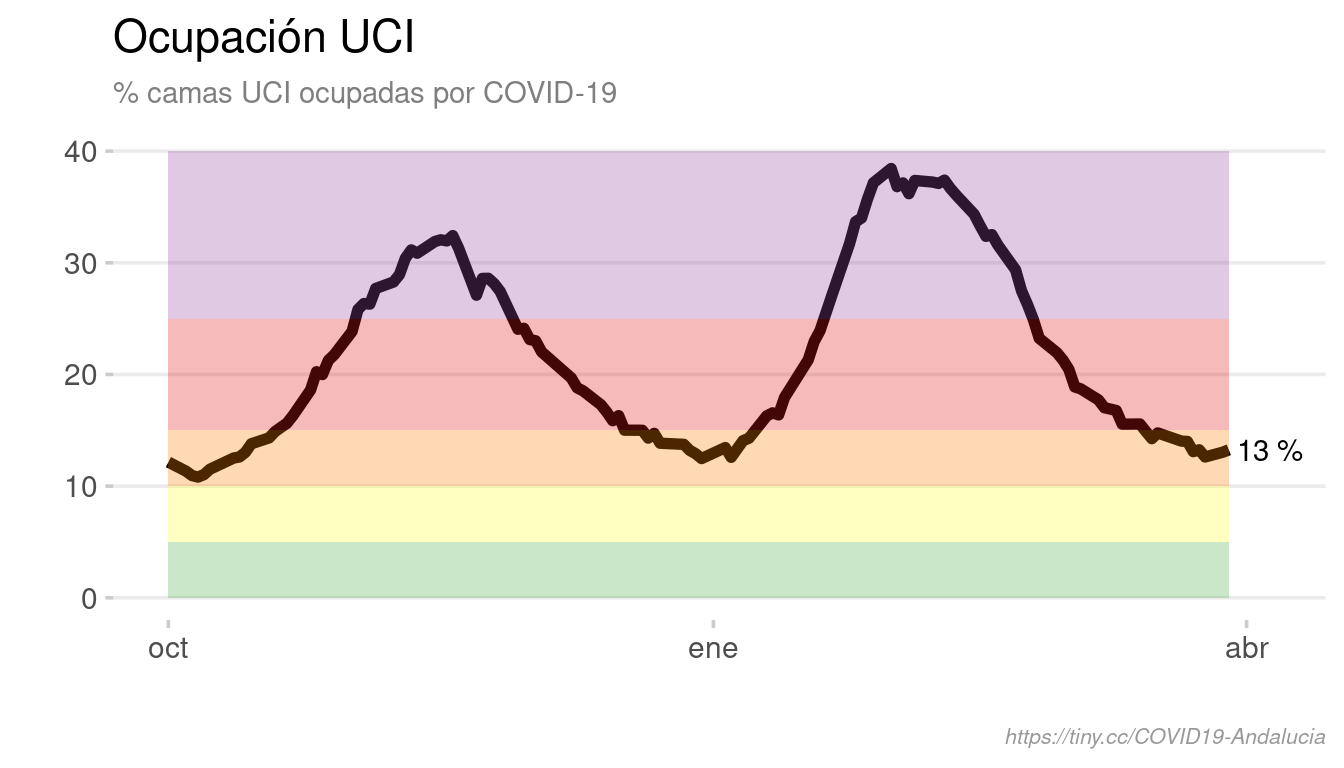 Ocupación UCI
% camas UCI ocupadas por COVID-19
40
30
20
10
0
13 %
oct
ene
abr
https://tiny.cc/COVID19-Andalucia